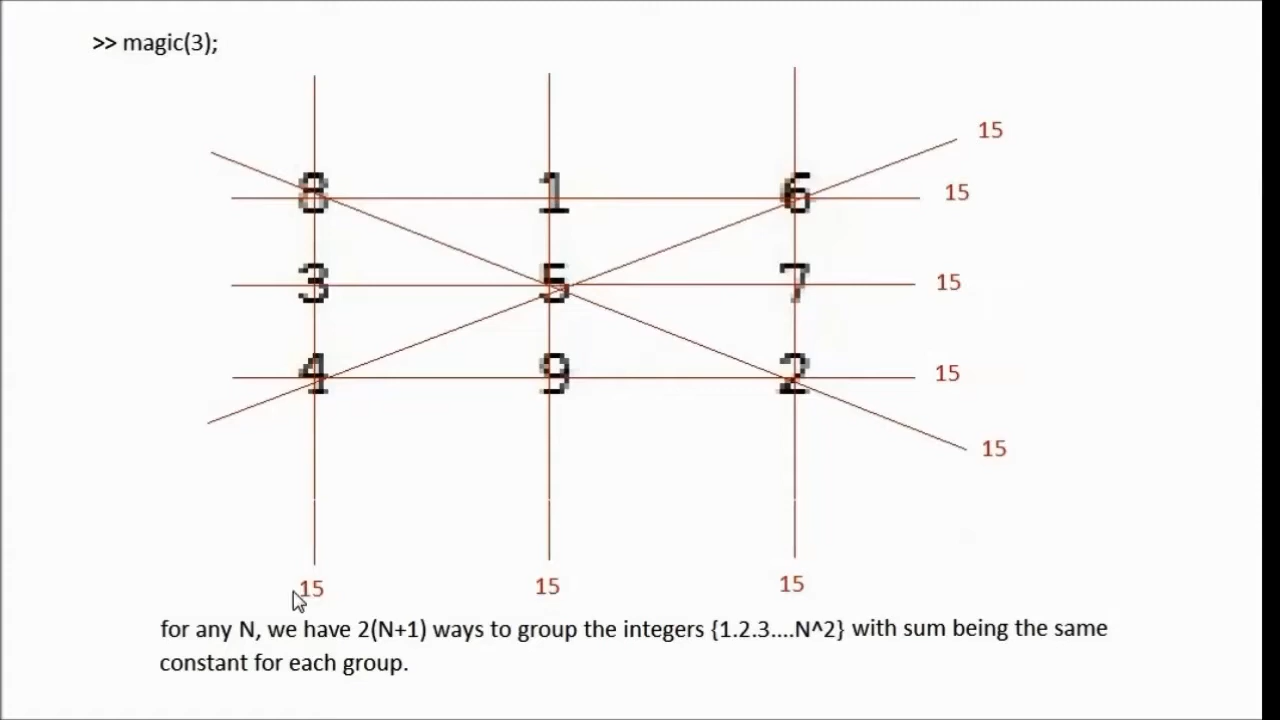 >> magic(3);
15
8 1 6 15
3 5 7 15
4 9 2 15
15
15 15 15
for any N, we have 2(N+1) ways to group the integers {1.2.3....N^2} with sum being the same
constant for each group.